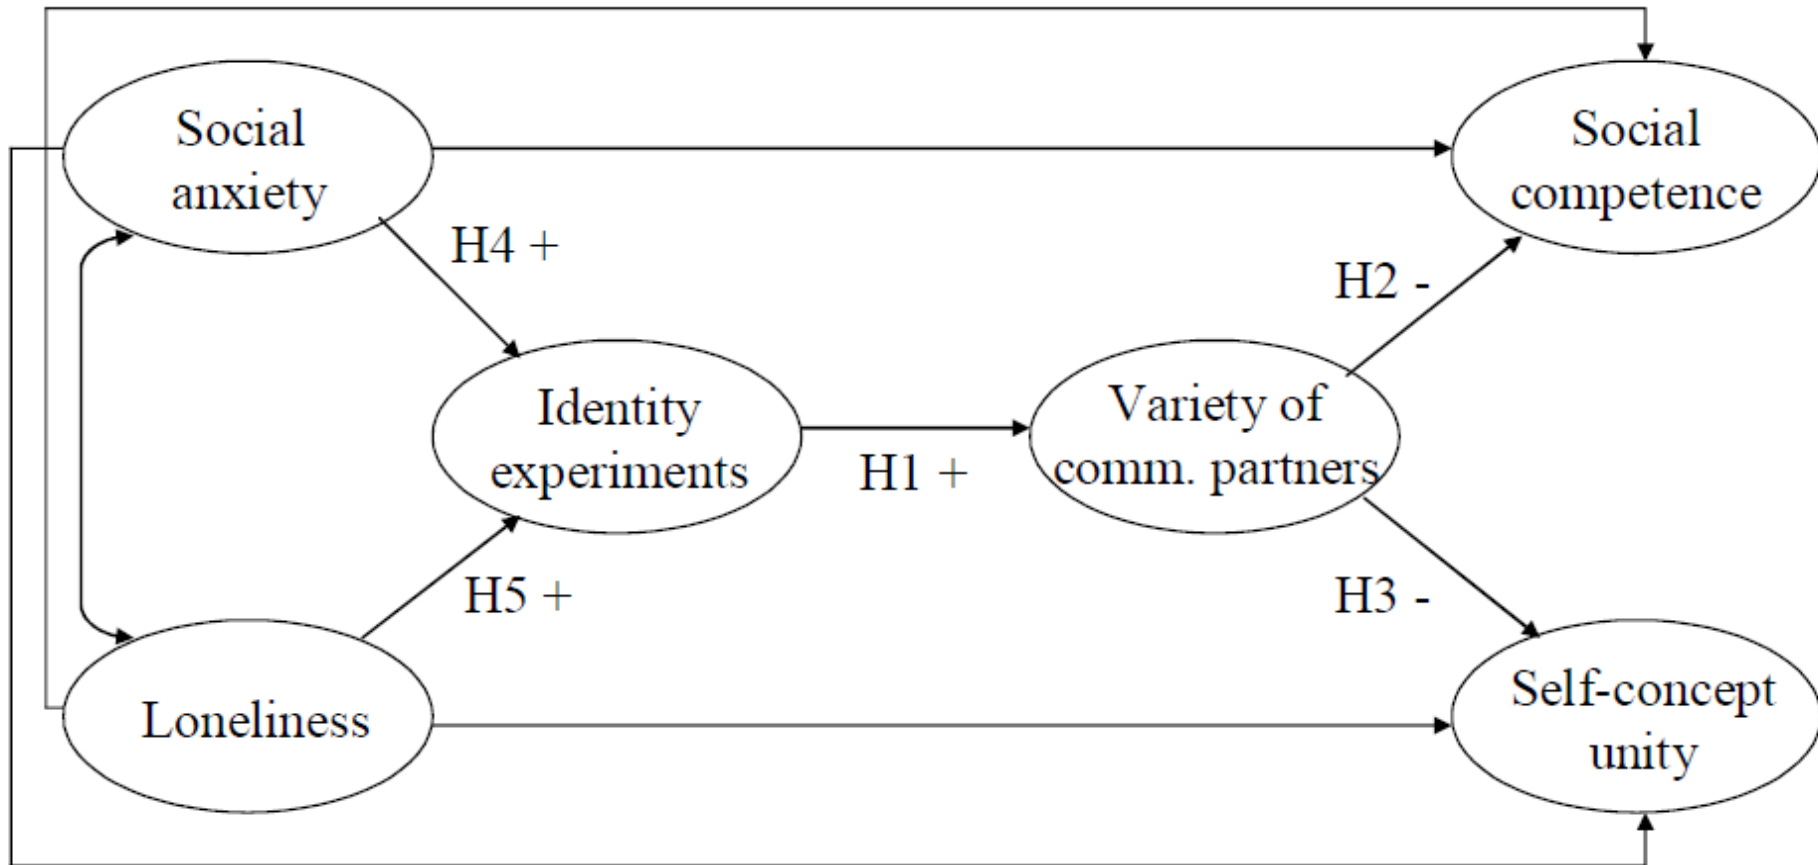 Social
anxiety
Social
competence
H4 +
H2 -
Identity
experiments
Variety of
comm. partners
H1 +
H5 +
H3 -
Loneliness
Self-concept
unity